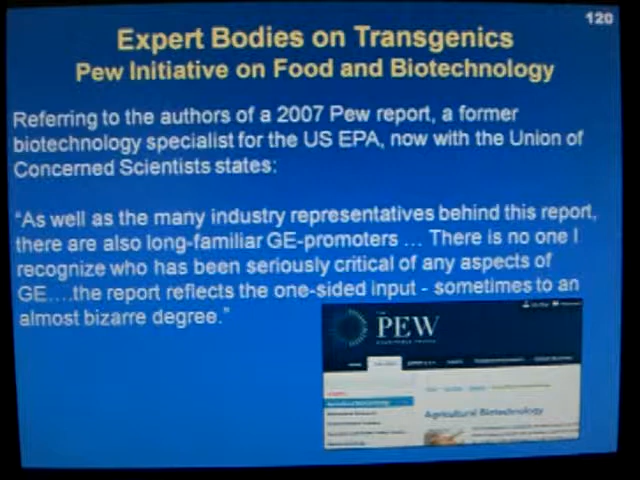 120
Expert Bodies on Transgenics
Pew Initiative on Food and Biotechnology
Referring to the authors of a 2007 Pew report, a former
biotechnology specialist for the US EPA, now with the Union of
Concerned Scientists states:
“As well as the many industry representatives behind this report,
there are also long-familiar GE-promoters … There is no one I
recognize who has been seriously critical of any aspects of
GE....the report reflects the one-sided input - sometimes to an
almost bizarre degree.”
THE
PEW
CHARITABLE TRUSTS
Agricultural Biotechnology